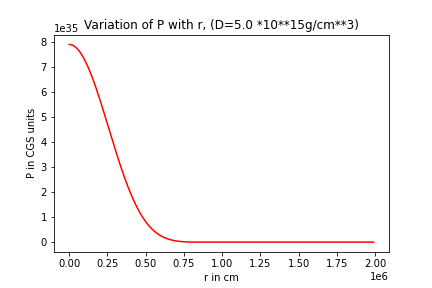 Variation of P with r, (D=5.0 *10**15g/cm**3)
1e35
8
7
6
5
4
3
2
1
0
P in CGS units
0.00 0.25 0.50 0.75 1.00 1.25 1.50 1.75 2.00
1e6
r in cm